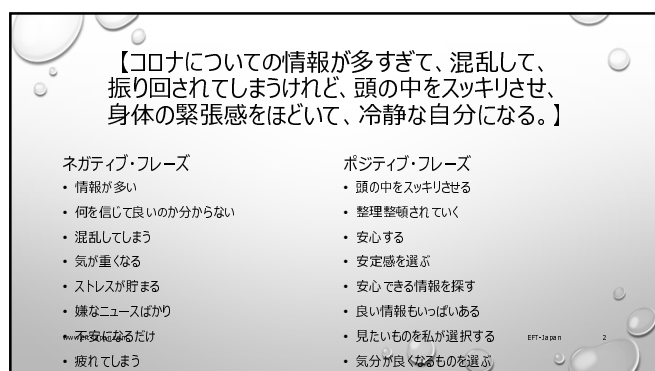 【コロナについての情報が多すぎて、混乱して、
振り回されてしまうけれど、頭の中をスッキリさせ、
身体の緊張感をほどいて、冷静な自分になる。】
ネガティブ・フレーズ
• 情報が多い
• 何を信じて良いのか分からない
• 混乱してしまう
• 気が重くなる
• ストレスが貯まる
• 嫌なニュースばかり
• 不安になるだけ
• 疲れてしまう
ポジティブ・フレーズ
• 頭の中をスッキリさせる
• 整理整頓されていく
• 安心する
• 安定感を選ぶ
• 安心できる情報を探す
• 良い情報もいっぱいある
• 見たいものを私が選択する
• 気分が良くなるものを選ぶ
EFT-Japan
2